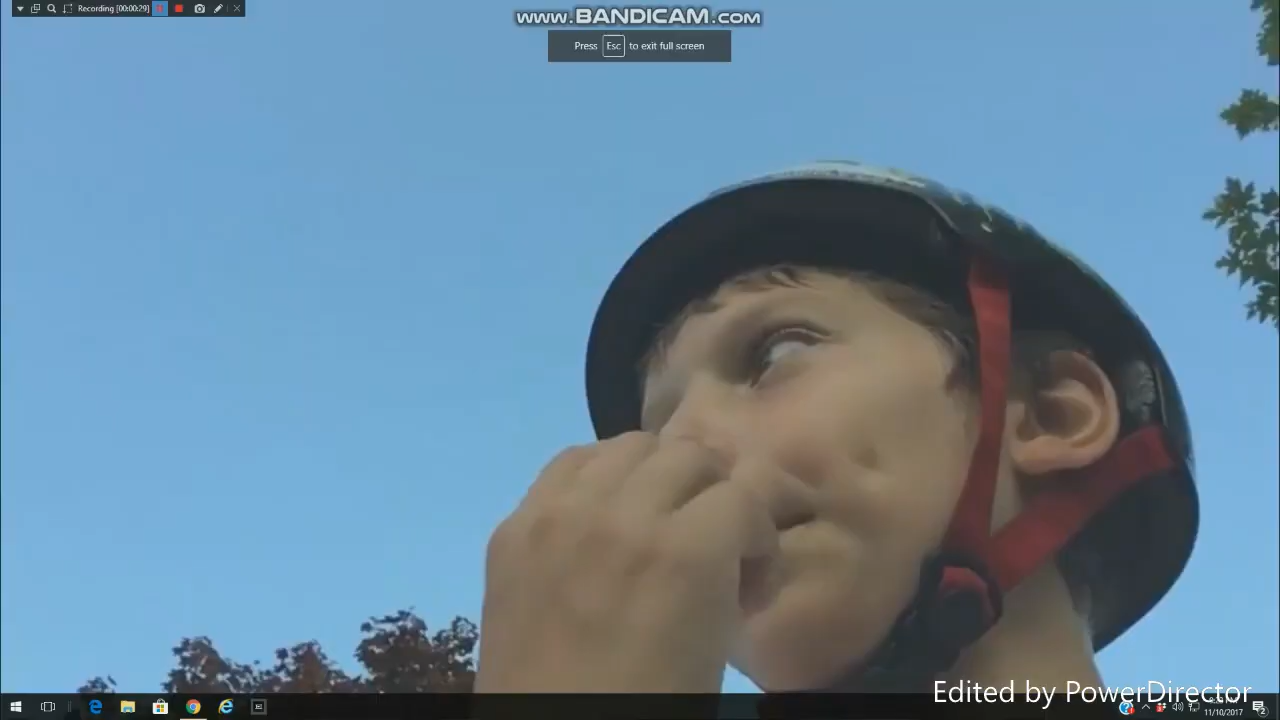 Recording [00:00:29]
www.BANDICAM.com
Press Esc to exit full screen
Edited by PowerDirector
11/10/2017